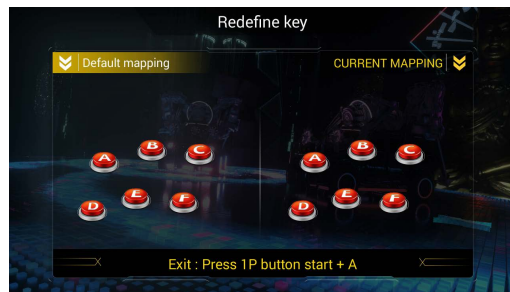 Redefine key
Default mapping
CURRENT MAPPING
A B C
D E F
A B C
D E F
Exit : Press 1P button start + A